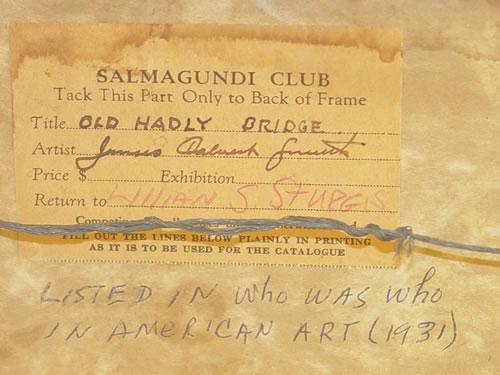 SALMAGUNDI CLUB
Tack This Part Only to Back of Frame
Title OLD HADLY BRIDGE
Artist James
Price $ Exhibition
Return to LILLIAN S STURGIS
FILL OUT THE LINES BELOW PLAINLY IN PRINTING
AS IT IS TO BE USED FOR THE CATALOGUE
LISTED IN Who WAS Who
IN AMERICAN ART (1931)